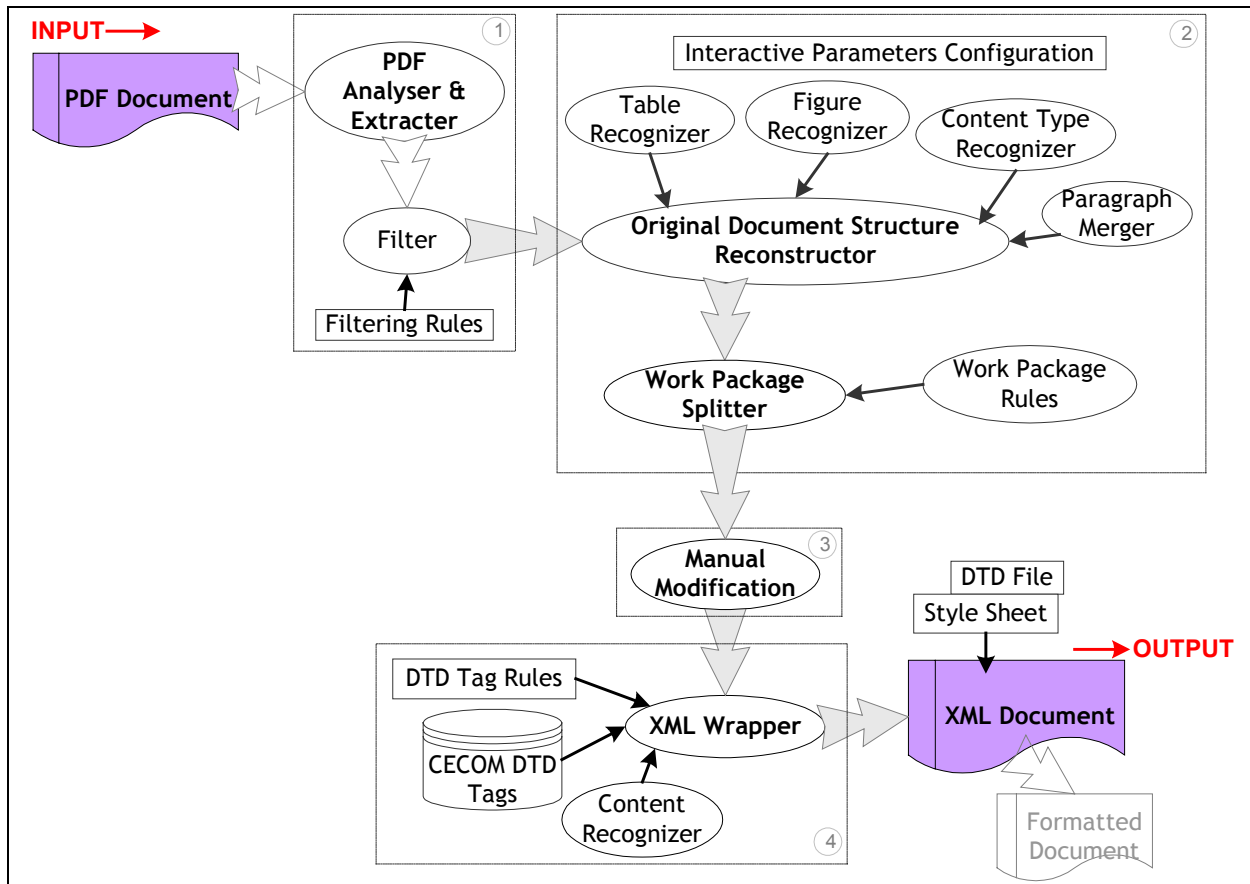 INPUT
PDF Document
1
PDF
Analyser &
Extracter
Filter
Filtering Rules
2
Interactive Parameters Configuration
Table
Recognizer
Figure
Recognizer
Content Type
Recognizer
Paragraph
Merger
Original Document Structure
Reconstructor
Work Package
Splitter
Work Package
Rules
3
Manual
Modification
DTD File
Style Sheet
OUTPUT
XML Document
Formatted
Document
DTD Tag Rules
XML Wrapper
CECOM DTD
Tags
Content
Recognizer
4